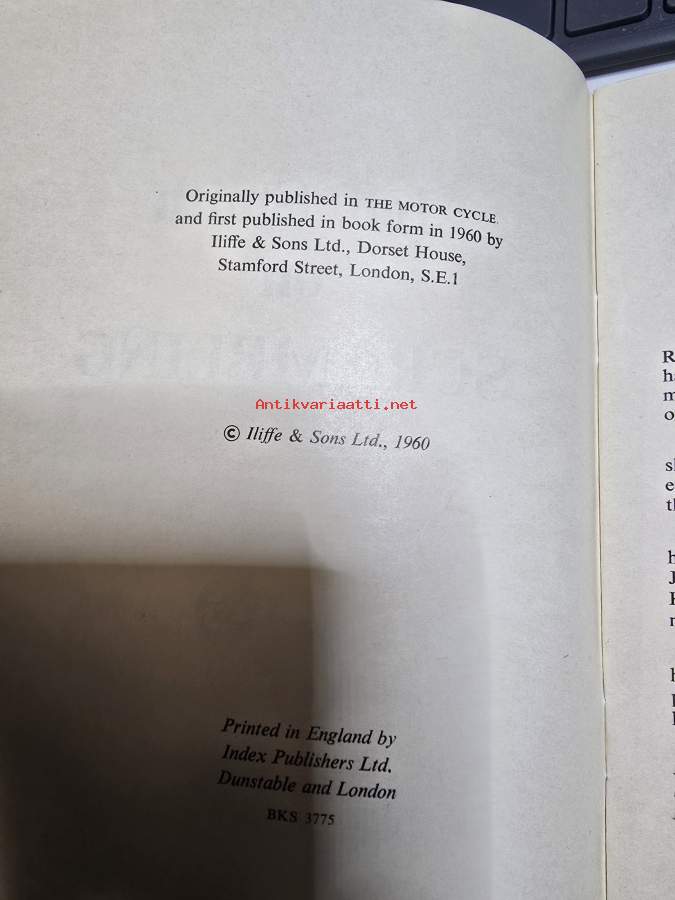 Originally published in THE MOTOR CYCLE
and first published in book form in 1960 by
Iliffe & Sons Ltd., Dorset House,
Stamford Street, London, S.E.1
Antikvariaatti.net
© Iliffe & Sons Ltd., 1960
Printed in England by
Index Publishers Ltd.
Dunstable and London
BKS 3775